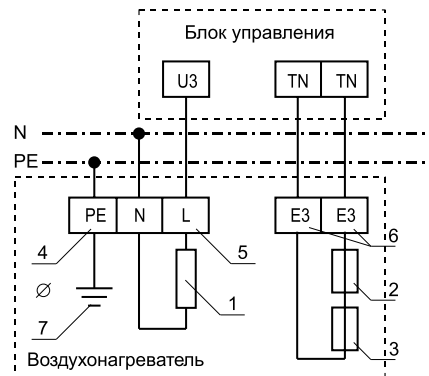 Блок управления
U3 TN TN
N
PE
PE N L E3 E3
4 5 6
1 2
7
3
Воздухонагреватель